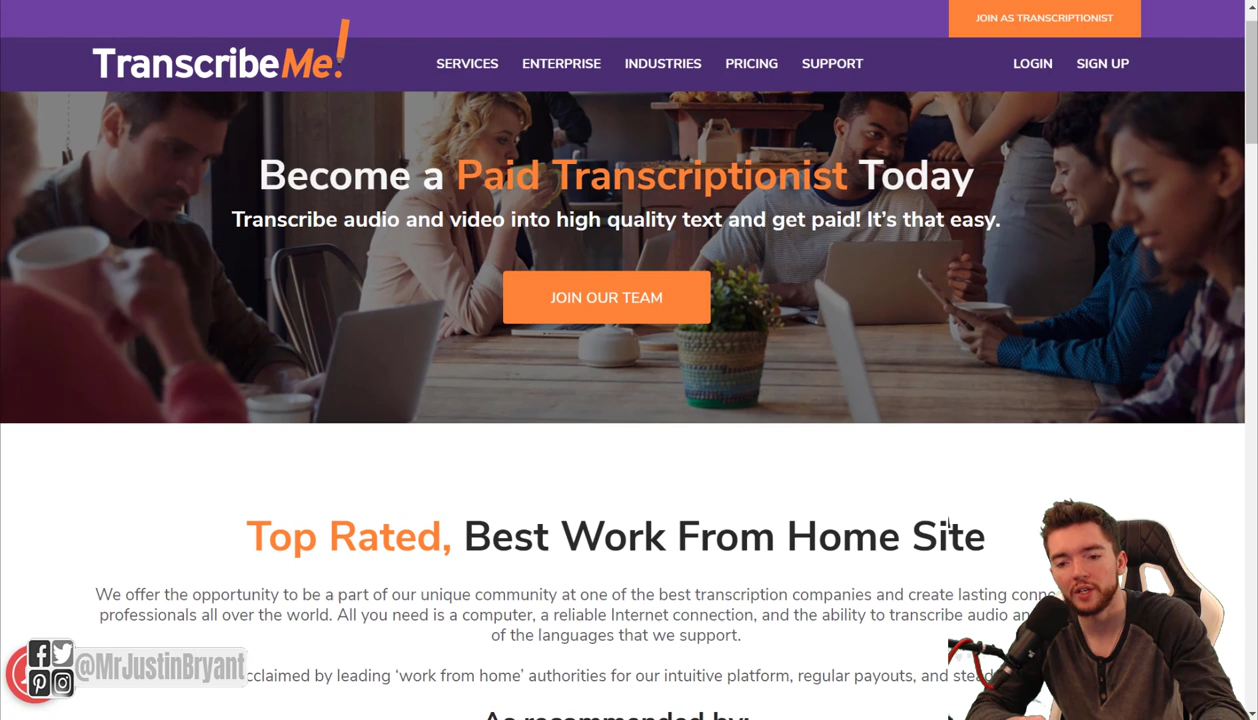 JOIN AS TRANSCRIPTIONIST
TranscribeMe!
SERVICES ENTERPRISE INDUSTRIES PRICING SUPPORT LOGIN SIGN UP
Become a Paid Transcriptionist Today
Transcribe audio and video into high quality text and get paid! It's that easy.
JOIN OUR TEAM
Top Rated, Best Work From Home Site
We offer the opportunity to be a part of our unique community at one of the best transcription companies and create lasting
professionals all over the world. All you need is a computer, a reliable Internet connection, and the ability to transcribe audio
of the languages that we support.
@MrJustinBryant
by leading 'work from home' authorities for our intuitive platform, regular payouts, and
As recommended by: